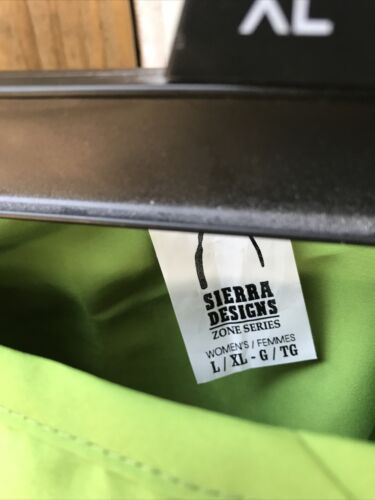 XL
SIERRA
DESIGNS
ZONE SERIES
WOMEN'S / FEMMES
L / XL - G / TG